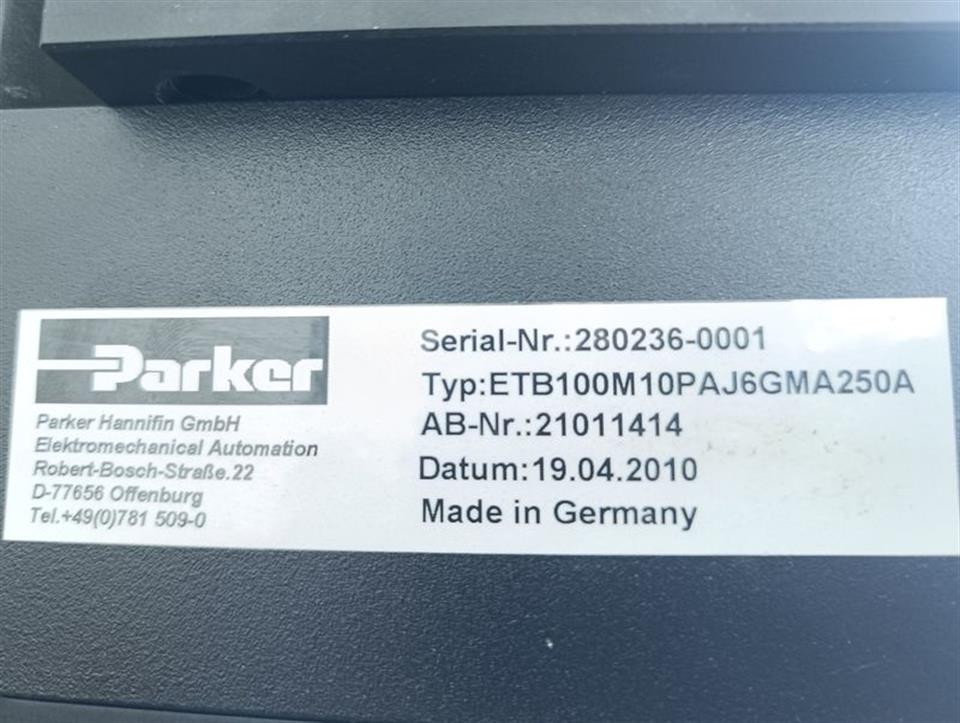 Parker
Parker Hannifin GmbH
Elektromechanical Automation
Robert-Bosch-Straße.22
D-77656 Offenburg
Tel.+49(0)781 509-0
Serial-Nr.:280236-0001
Typ:ETB100M10PAJ6GMA250A
AB-Nr.:21011414
Datum:19.04.2010
Made in Germany